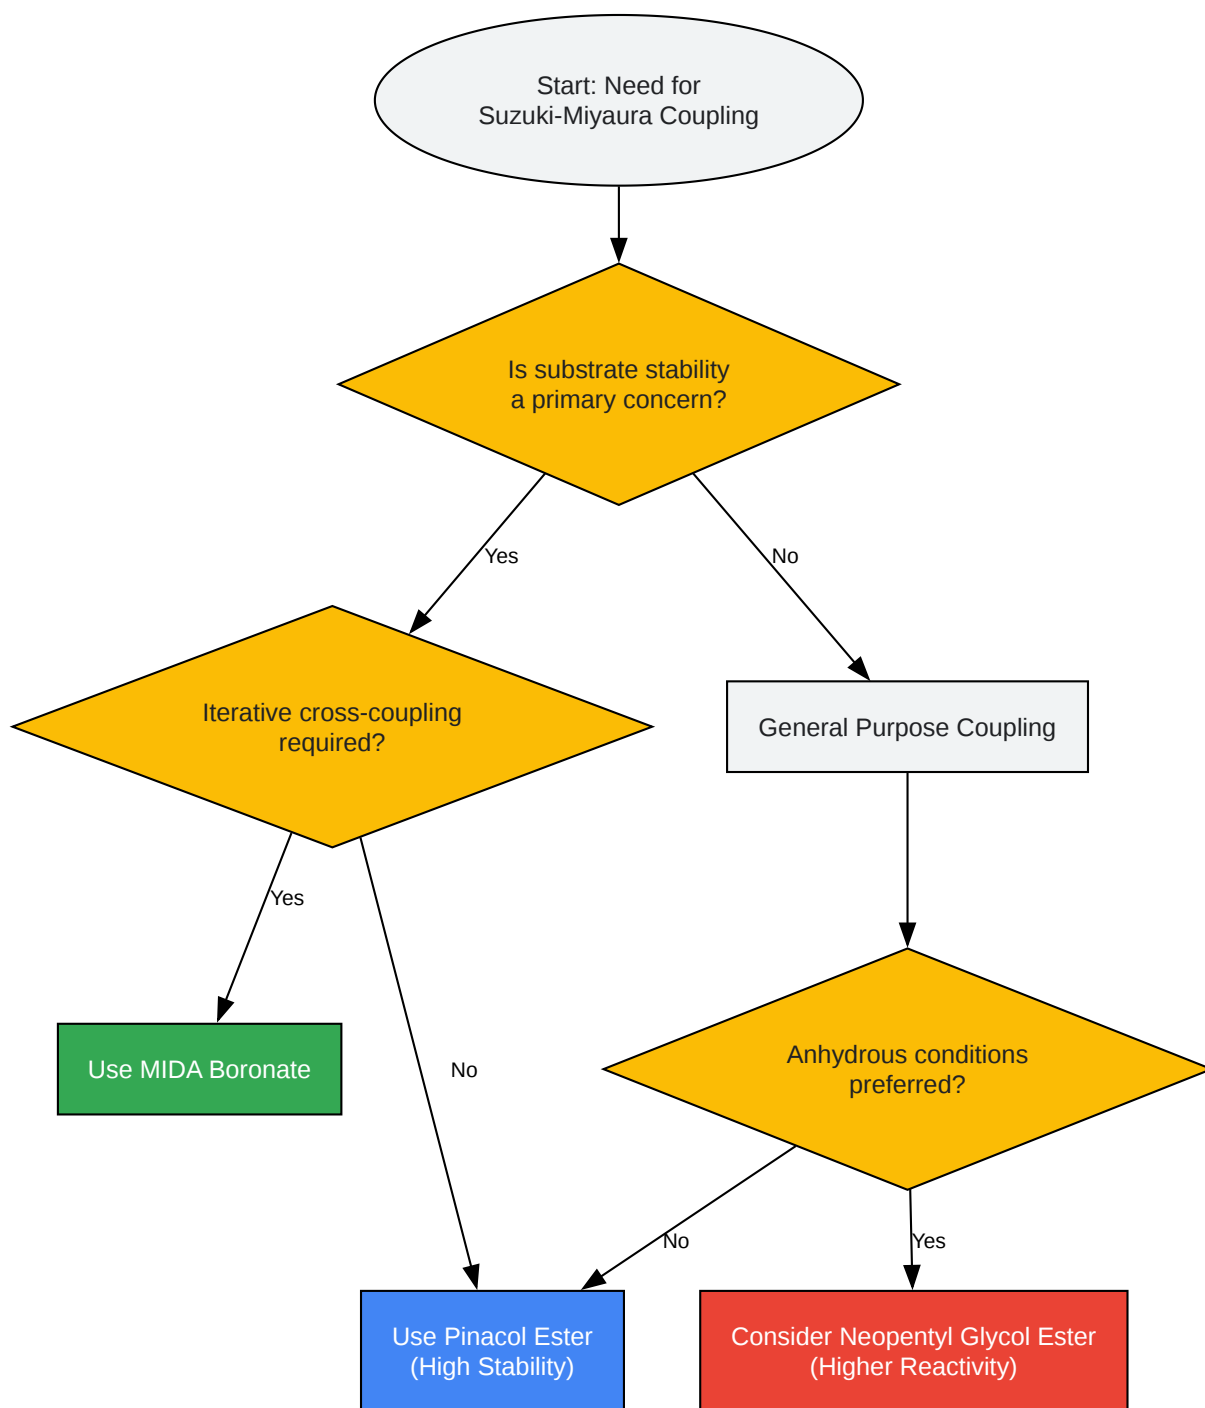 Start: Need for
Suzuki-Miyaura Coupling
Is substrate stability
a primary concern?
Yes
No
Iterative cross-coupling
required?
General Purpose Coupling
Yes
No
Use MIDA Boronate
Anhydrous conditions
preferred?
No
Yes
Use Pinacol Ester
(High Stability)
Consider Neopentyl Glycol Ester
(Higher Reactivity)